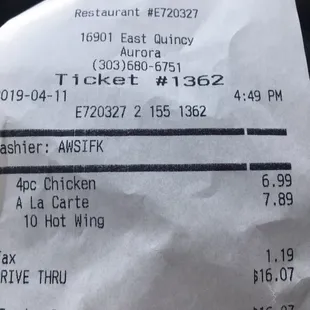 Restaurant #E720327
16901 East Quincy
Aurora
(303)680-6751
Ticket #1362
2019-04-11 4:49 PM
E720327 2 155 1362
ashier: AWSIFK
4pc Chicken 6.99
A La Carte 7.89
10 Hot Wing
ax 1.19
RIVE THRU $16.07